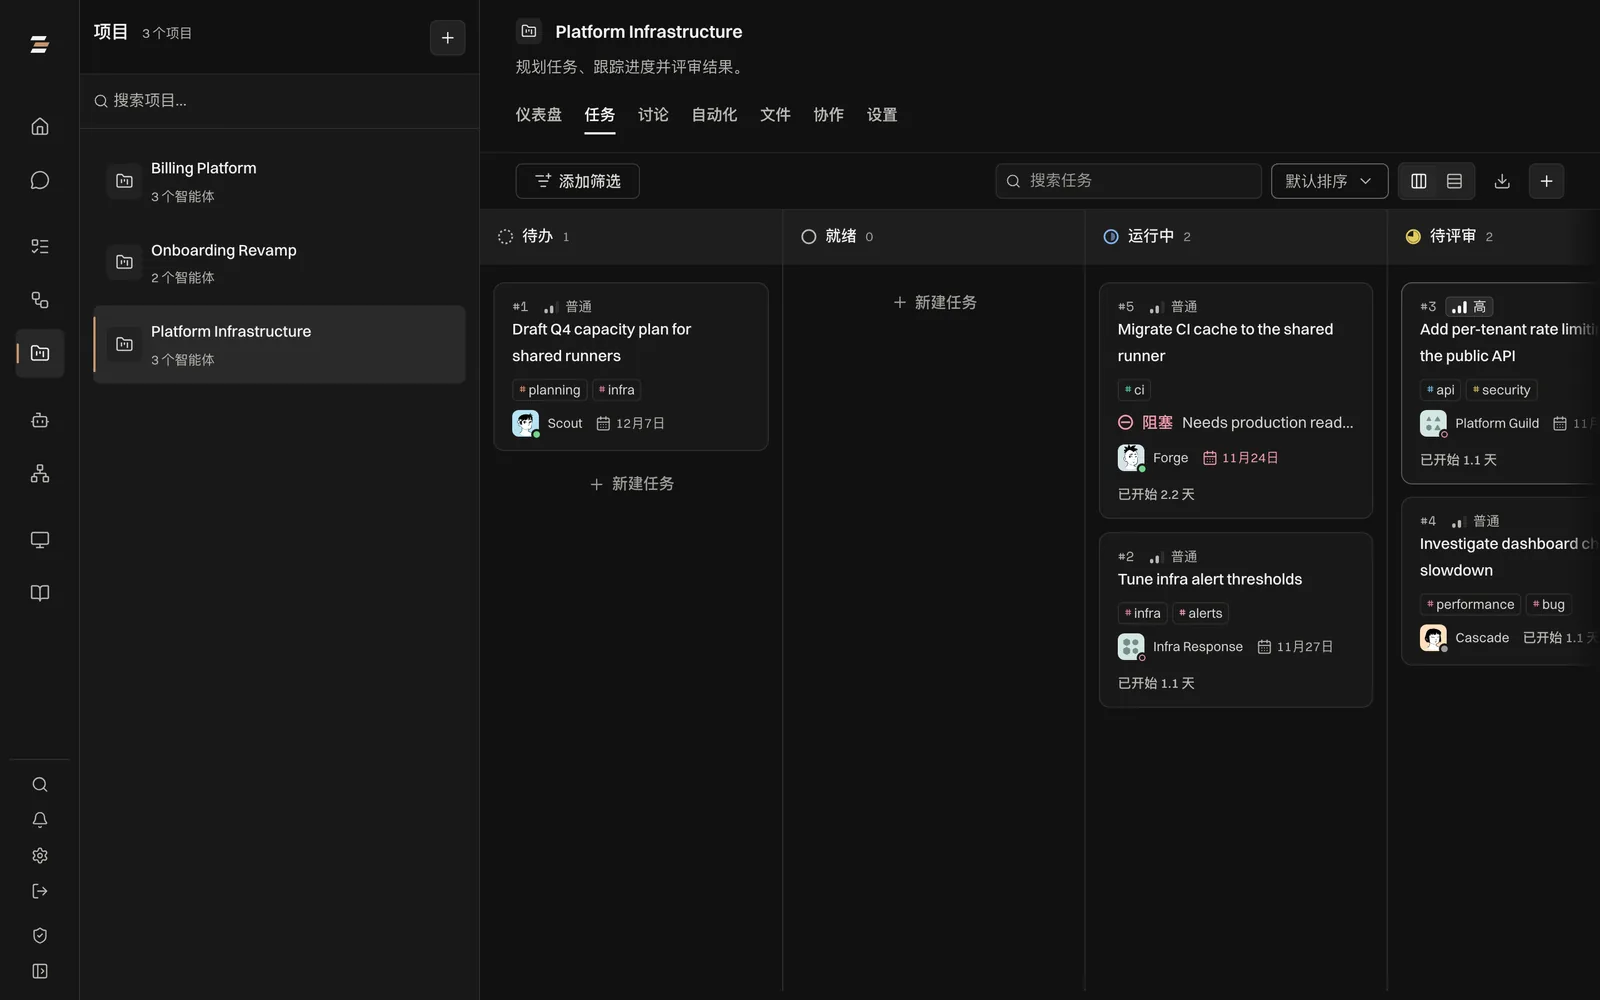 项目 3 个项目
搜索项目...
Billing Platform
3 个智能体
Onboarding Revamp
2 个智能体
Platform Infrastructure
3 个智能体
Platform Infrastructure
规划任务、跟踪进度并评审结果。
仪表盘 任务 讨论 自动化 文件 协作 设置
添加筛选
搜索任务
默认排序
待办 1
#1 普通
Draft Q4 capacity plan for
shared runners
#planning #infra
Scout 12月7日
新建任务
就绪 0
新建任务
运行中 2
#5 普通
Migrate CI cache to the shared
runner
#ci
阻塞 Needs production read...
Forge 11月24日
已开始 2.2 天
#2 普通
Tune infra alert thresholds
#infra #alerts
Infra Response 11月27日
已开始 1.1 天
待评审 2
#3 高
Add per-tenant rate limiti
the public API
#api #security
Platform Guild 11月
已开始 1.1 天
#4 普通
Investigate dashboard ch
slowdown
#performance #bug
Cascade 已开始 1.1 天